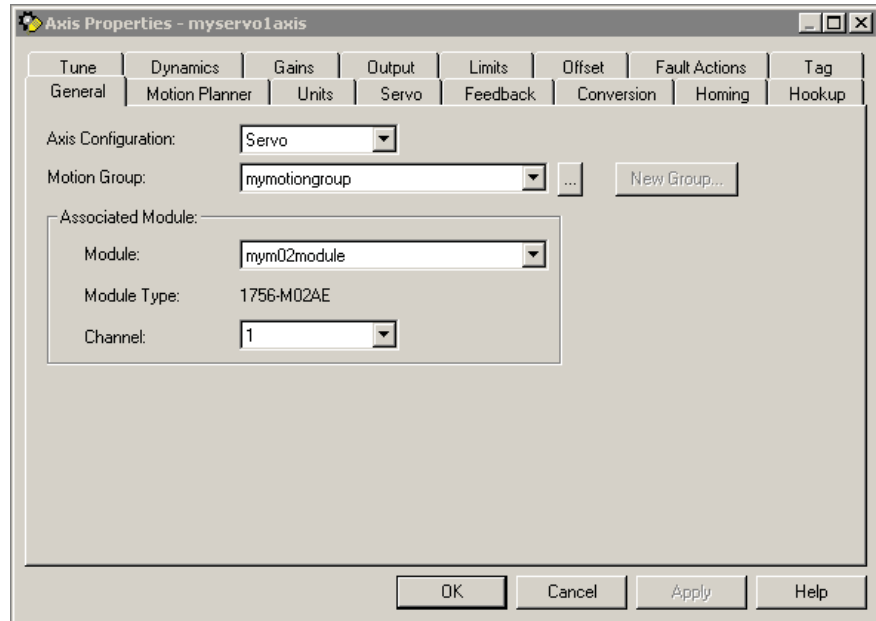 Axis Properties - myservo1axis
Tune Dynamics Gains Output Limits Offset Fault Actions Tag
General Motion Planner Units Servo Feedback Conversion Homing Hookup
Axis Configuration: Servo
Motion Group: mymotiongroup ... New Group...
Associated Module:
Module: mym02module
Module Type: 1756-M02AE
Channel: 1
OK Cancel Apply Help